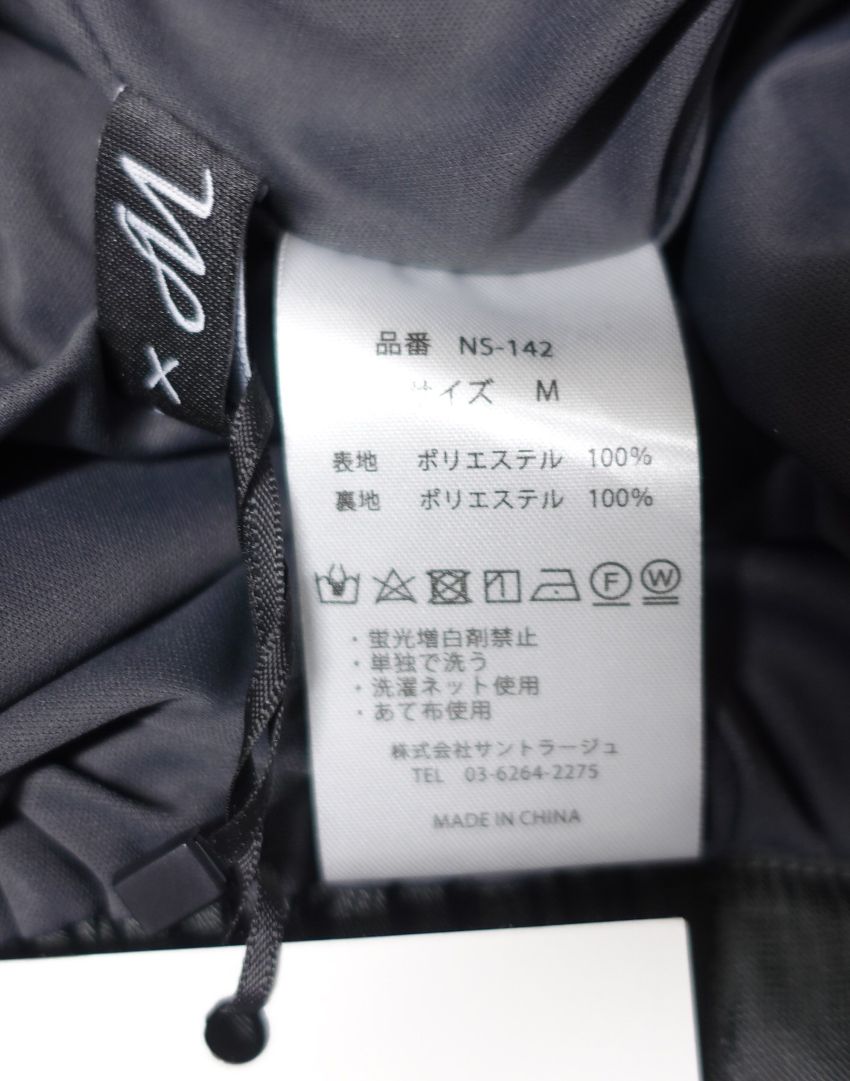 品番 NS-142
サイズ M
表地 ポリエステル 100%
裏地 ポリエステル 100%
F W
・蛍光増白剤禁止
・単独で洗う
・洗濯ネット使用
・あて布使用
株式会社サントラージュ
TEL 03-6264-2275
MADE IN CHINA